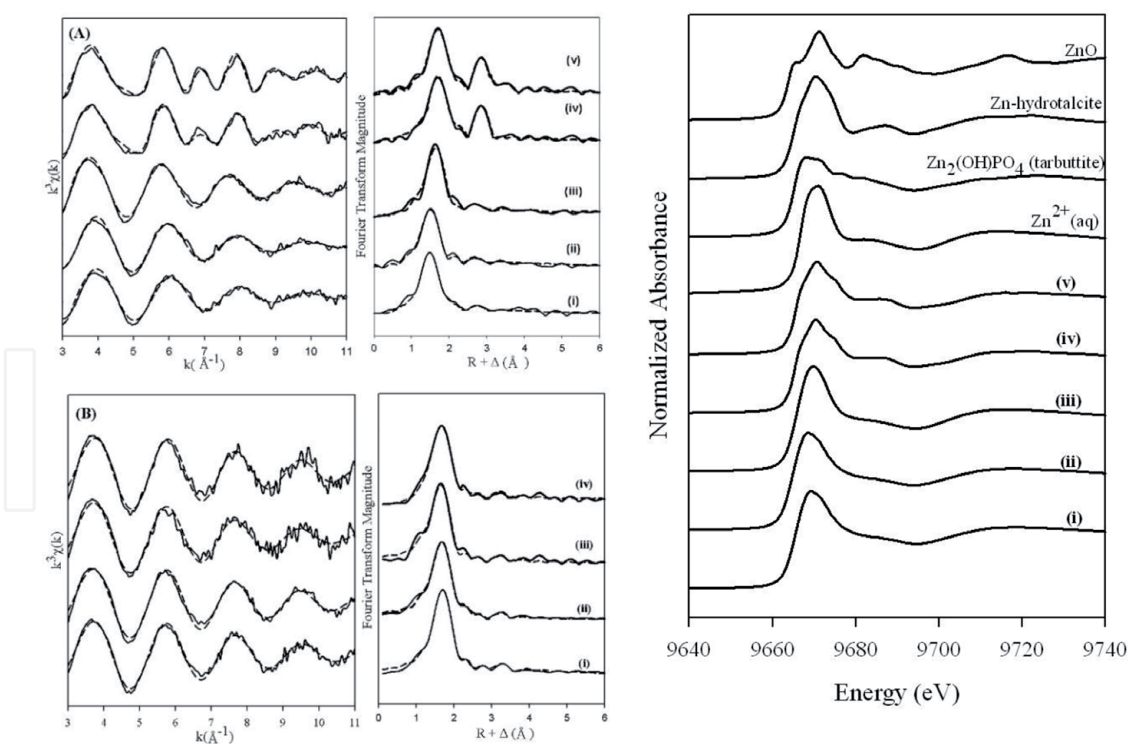 (A)
(v)
(iv)
(iii)
(ii)
(i)
k³χ(k)
Fourier Transform Magnitude
3 4 5 6 7 8 9 10 11
k( Å⁻¹)
0 1 2 3 4 5 6
R + Δ (Å)
(B)
(iv)
(iii)
(ii)
(i)
k³χ(k)
Fourier Transform Magnitude
3 4 5 6 7 8 9 10 11
k(Å⁻¹)
0 1 2 3 4 5 6
R + Δ (Å)
ZnO
Zn-hydrotalcite
Zn₂(OH)PO₄ (tarbuttite)
Zn²⁺(aq)
(v)
(iv)
(iii)
(ii)
(i)
Normalized Absorbance
9640 9660 9680 9700 9720 9740
Energy (eV)